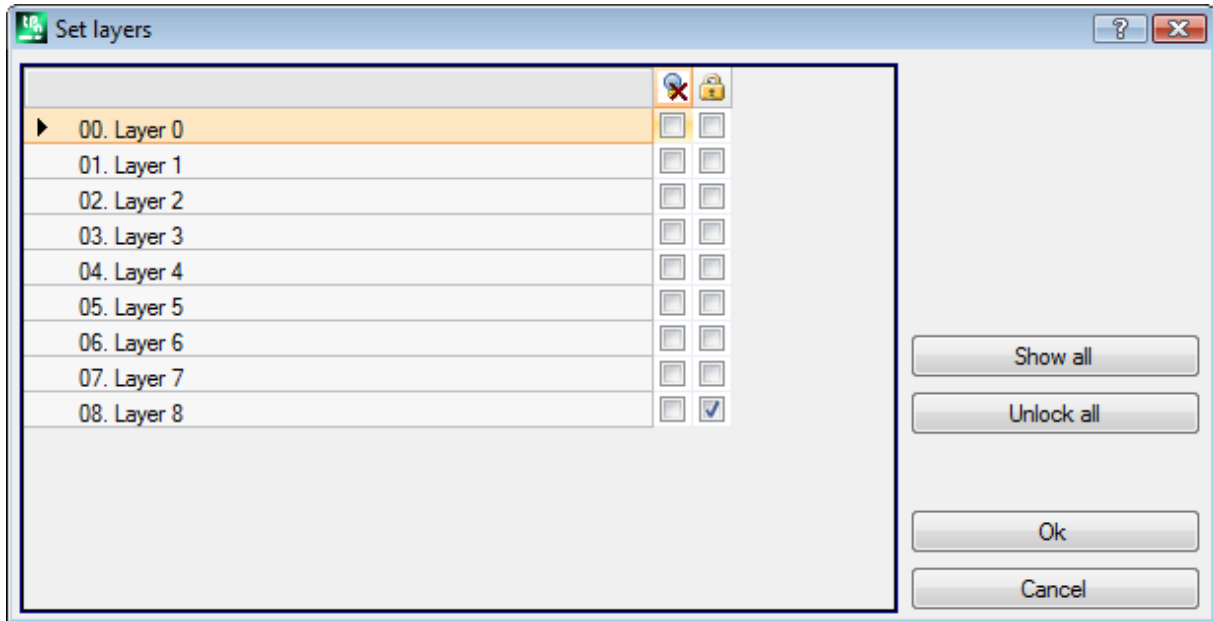 Set layers
00. Layer 0
01. Layer 1
02. Layer 2
03. Layer 3
04. Layer 4
05. Layer 5
06. Layer 6
07. Layer 7
08. Layer 8
Show all
Unlock all
Ok
Cancel